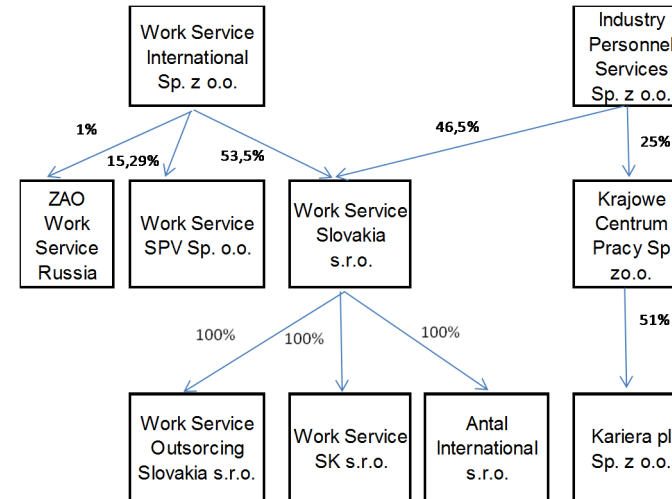 Work Service
International
Sp. z o.o.
Industry
Personnel
Services
Sp. z o.o.
1%
15,29%
53,5%
46,5%
25%
ZAO
Work
Service
Russia
Work Service
SPV Sp. o.o.
Work Service
Slovakia
s.r.o.
Krajowe
Centrum
Pracy Sp
zo.o.
100%
100%
100%
51%
Work Service
Outsorcing
Slovakia s.r.o.
Work Service
SK s.r.o.
Antal
International
s.r.o.
Kariera pl
Sp. z o.o.